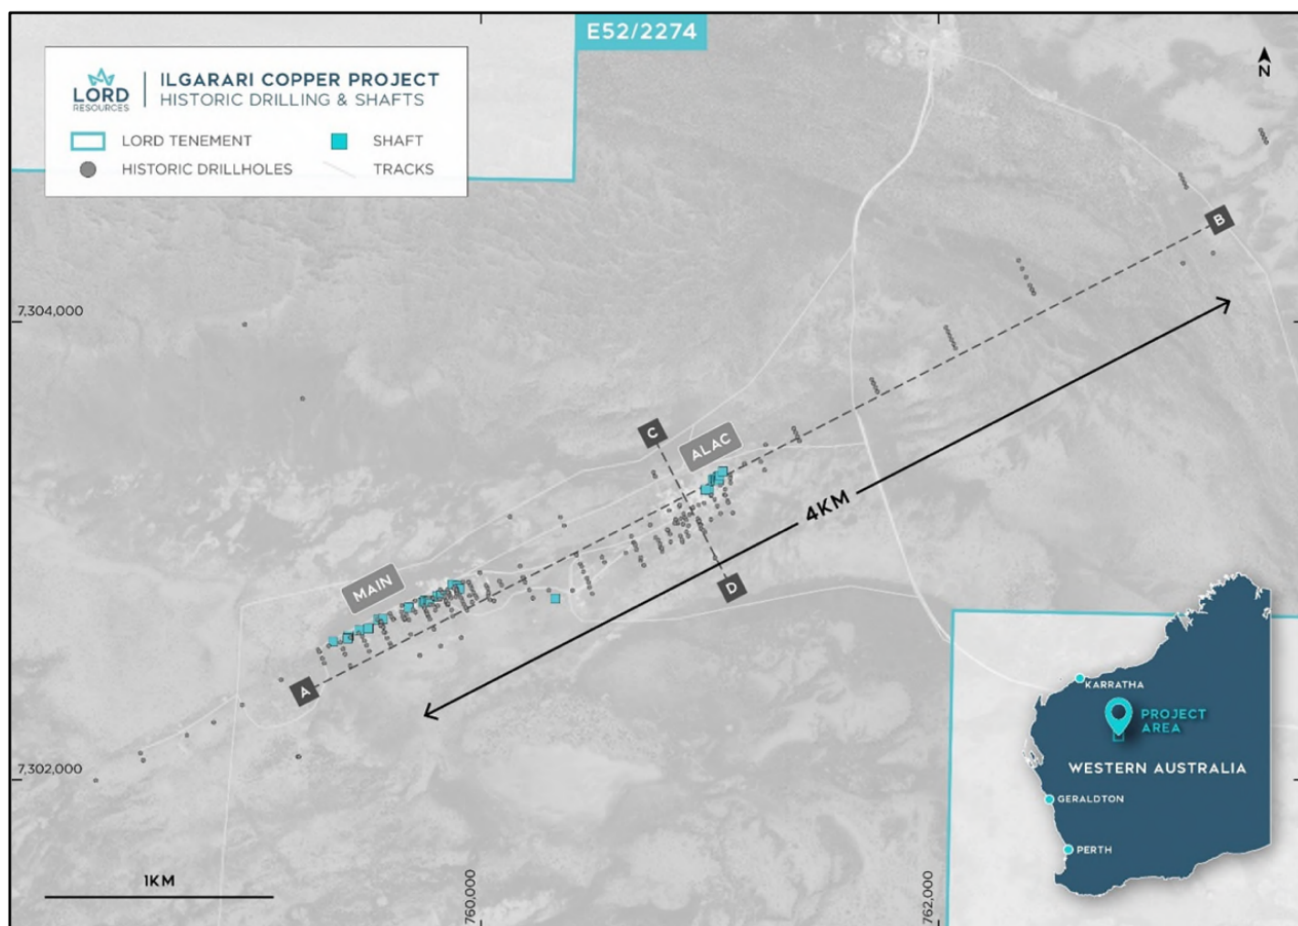 E52/2274
LORD
RESOURCES
ILGARARI COPPER PROJECT
HISTORIC DRILLING & SHAFTS
LORD TENEMENT
SHAFT
HISTORIC DRILLHOLES
TRACKS
N
B
7,304,000
C
ALAC
4KM
MAIN
D
A
7,302,000
KARRATHA
PROJECT
AREA
WESTERN AUSTRALIA
GERALDTON
PERTH
1KM
760,000
762,000